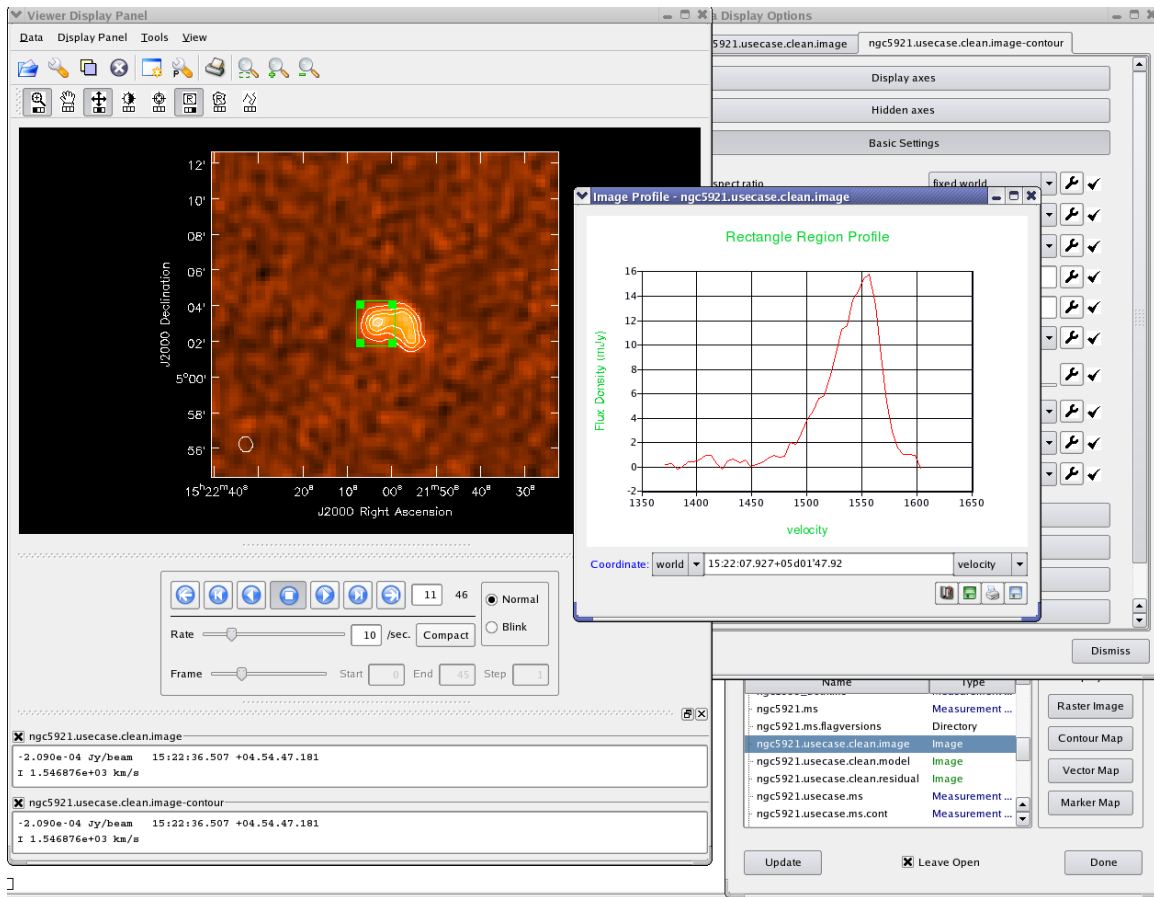 Viewer Display Panel
Data Display Panel Tools View
12'
10'
08'
06'
04'
02'
5°00'
58'
56'
J2000 Declination
15ʰ22ᵐ40ˢ 20ˢ 10ˢ 00ˢ 21ᵐ50ˢ 40ˢ 30ˢ
J2000 Right Ascension
11 46
Normal
Blink
Rate 10 /sec. Compact
Frame Start 0 End 45 Step 1
ngc5921.usecase.clean.image
-2.090e-04 Jy/beam 15:22:36.507 +04.54.47.181
I 1.546876e+03 km/s
ngc5921.usecase.clean.image-contour
-2.090e-04 Jy/beam 15:22:36.507 +04.54.47.181
I 1.546876e+03 km/s
a Display Options
5921.usecase.clean.image ngc5921.usecase.clean.image-contour
Display axes
Hidden axes
Basic Settings
spect ratio fixed world
Image Profile - ngc5921.usecase.clean.image
Rectangle Region Profile
16
14
12
10
8
6
4
2
0
-2
Flux Density (mJy)
1350 1400 1450 1500 1550 1600 1650
velocity
Coordinate: world 15:22:07.927+05d01'47.92 velocity
Dismiss
Name Type
Measurement ...
ngc5921.ms Measurement ...
ngc5921.ms.flagversions Directory
ngc5921.usecase.clean.image Image
ngc5921.usecase.clean.model Image
ngc5921.usecase.clean.residual Image
ngc5921.usecase.ms Measurement ...
ngc5921.usecase.ms.cont Measurement ...
Raster Image
Contour Map
Vector Map
Marker Map
Update Leave Open Done